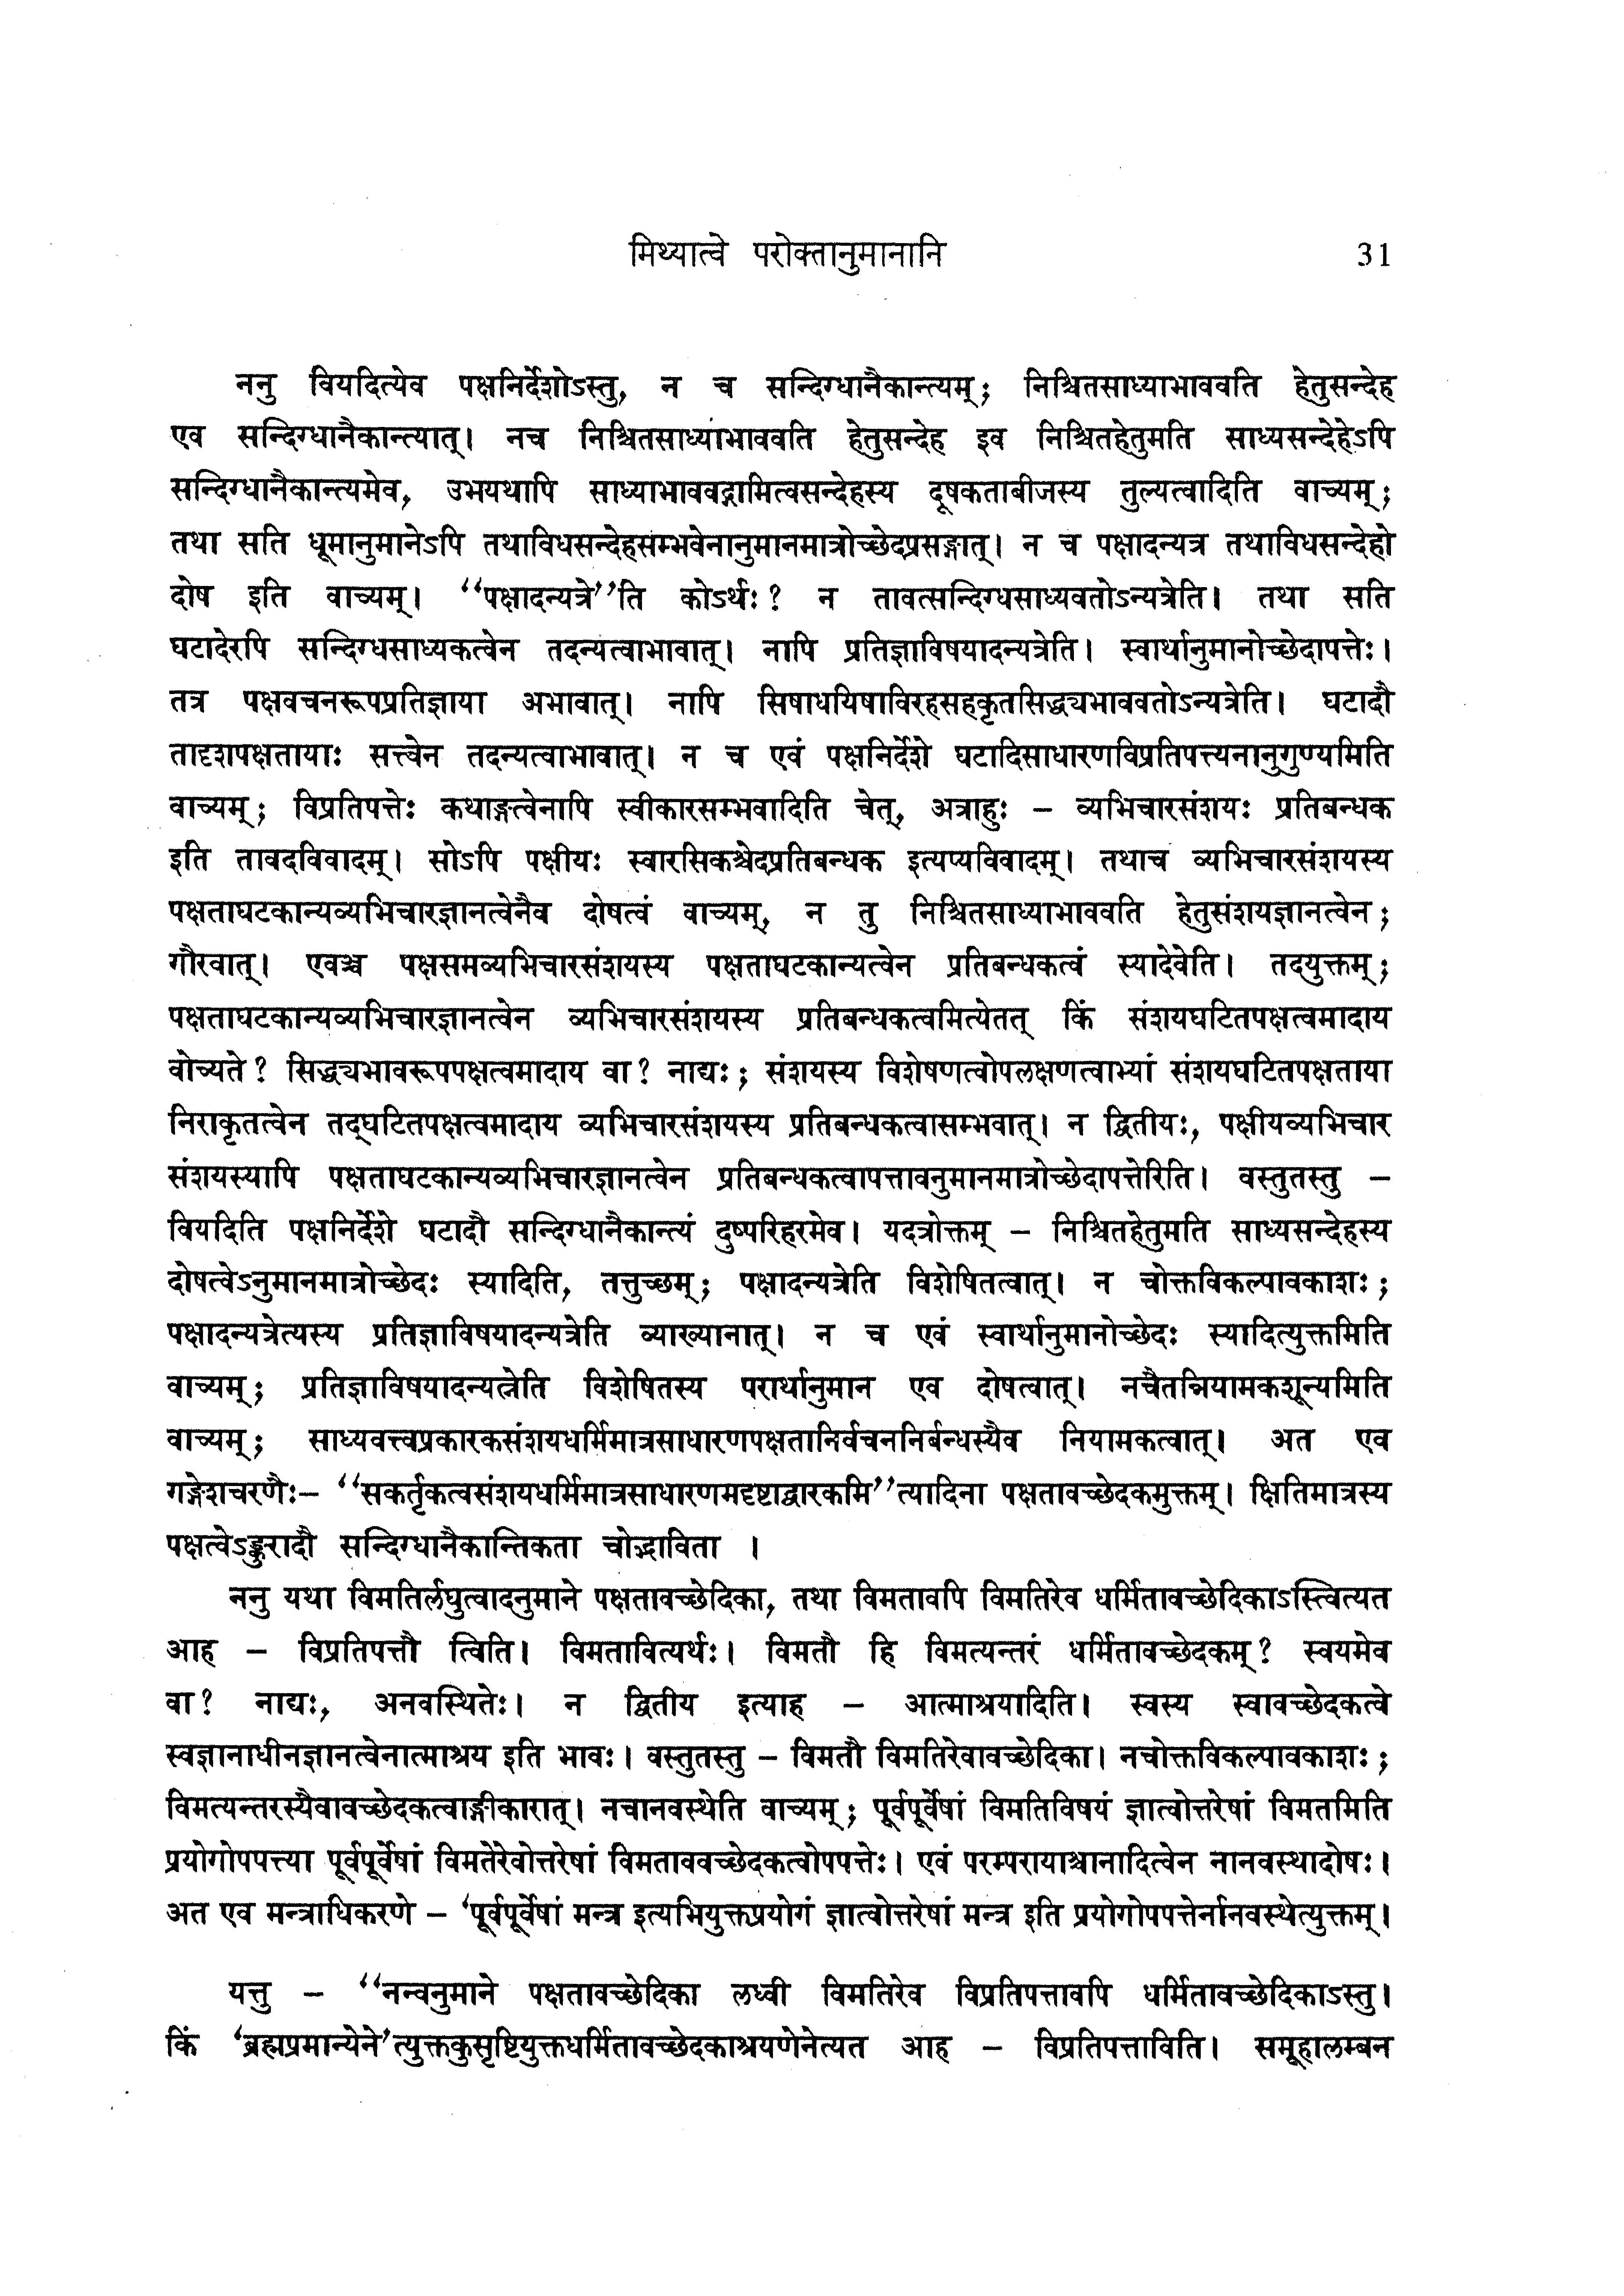 मिथ्यात्वे परोक्तानुमानानि 31
ननु वियदित्येव पक्षनिर्देशोऽस्तु, न च सन्दिग्धानैकान्त्यम्; निश्चितसाध्याभाववति हेतुसन्देह
एव सन्दिग्धानैकान्त्यात्। नच निश्चितसाध्याभाववति हेतुसन्देह इव निश्चितहेतुमति साध्यसन्देहेऽपि
सन्दिग्धानैकान्त्यमेव, उभयथापि साध्याभाववद्गामित्वसन्देहस्य दूषकताबीजस्य तुल्यत्वादिति वाच्यम्;
तथा सति धूमानुमानेऽपि तथाविधसन्देहसम्भवेनानुमानमात्रोच्छेदप्रसङ्गात्। न च पक्षादन्यत्र तथाविधसन्देहो
दोष इति वाच्यम्। “पक्षादन्यत्रे”ति कोऽर्थः? न तावत्सन्दिग्धसाध्यवतोऽन्यत्रेति। तथा सति
घटादेरपि सन्दिग्धसाध्यकत्वेन तदन्यत्वाभावात्। नापि प्रतिज्ञाविषयादन्यत्रेति। स्वार्थानुमानोच्छेदापत्तेः।
तत्र पक्षवचनरूपप्रतिज्ञाया अभावात्। नापि सिषाधयिषाविरहसहकृतसिद्ध्यभाववतोऽन्यत्रेति। घटादौ
तादृशपक्षतायाः सत्त्वेन तदन्यत्वाभावात्। न च एवं पक्षनिर्देशे घटादिसाधारणविप्रतिपत्त्यनानुगुण्यमिति
वाच्यम्; विप्रतिपत्तेः कथाङ्गत्वेनापि स्वीकारसम्भवादिति चेत्, अत्राहुः – व्यभिचारसंशयः प्रतिबन्धक
इति तावदविवादम्। सोऽपि पक्षीयः स्वारसिकश्चेदप्रतिबन्धक इत्यप्यविवादम्। तथाच व्यभिचारसंशयस्य
पक्षताघटकान्यव्यभिचारज्ञानत्वेनैव दोषत्वं वाच्यम्, न तु निश्चितसाध्याभाववति हेतुसंशयज्ञानत्वेन;
गौरवात्। एवञ्च पक्षसमव्यभिचारसंशयस्य पक्षताघटकान्यत्वेन प्रतिबन्धकत्वं स्यादेवेति। तदयुक्तम्;
पक्षताघटकान्यव्यभिचारज्ञानत्वेन व्यभिचारसंशयस्य प्रतिबन्धकत्वमित्येतत् किं संशयघटितपक्षत्वमादाय
वोच्यते? सिद्ध्यभावरूपपक्षत्वमादाय वा? नाद्यः; संशयस्य विशेषणत्वोपलक्षणत्वाभ्यां संशयघटितपक्षताया
निराकृतत्वेन तद्घटितपक्षत्वमादाय व्यभिचारसंशयस्य प्रतिबन्धकत्वासम्भवात्। न द्वितीयः, पक्षीयव्यभिचार
संशयस्यापि पक्षताघटकान्यव्यभिचारज्ञानत्वेन प्रतिबन्धकत्वापत्तावनुमानमात्रोच्छेदापत्तेरिति। वस्तुतस्तु –
वियदिति पक्षनिर्देशे घटादौ सन्दिग्धानैकान्त्यं दुष्परिहरमेव। यदत्रोक्तम् – निश्चितहेतुमति साध्यसन्देहस्य
दोषत्वेऽनुमानमात्रोच्छेदः स्यादिति, तत्तुच्छम्; पक्षादन्यत्रेति विशेषितत्वात्। न चोक्तविकल्पावकाशः;
पक्षादन्यत्रेत्यस्य प्रतिज्ञाविषयादन्यत्रेति व्याख्यानात्। न च एवं स्वार्थानुमानोच्छेदः स्यादित्युक्तमिति
वाच्यम्; प्रतिज्ञाविषयादन्यत्नेति विशेषितस्य परार्थानुमान एव दोषत्वात्। नचैतन्नियामकशून्यमिति
वाच्यम्; साध्यवत्त्वप्रकारकसंशयधर्मिमात्रसाधारणपक्षतानिर्वचननिर्बन्धस्यैव नियामकत्वात्। अत एव
गङ्गेशचरणैः– “सकर्तृकत्वसंशयधर्मिमात्रसाधारणमदृष्टाद्वारकमि”त्यादिना पक्षतावच्छेदकमुक्तम्। क्षितिमात्रस्य
पक्षत्वेऽङ्कुरादौ सन्दिग्धानैकान्तिकता चोद्भाविता ।
ननु यथा विमतिर्लघुत्वादनुमाने पक्षतावच्छेदिका, तथा विमतावपि विमतिरेव धर्मितावच्छेदिकाऽस्त्वित्यत
आह – विप्रतिपत्तौ त्विति। विमतावित्यर्थः। विमतौ हि विमत्यन्तरं धर्मितावच्छेदकम्? स्वयमेव
वा? नाद्यः, अनवस्थितेः। न द्वितीय इत्याह – आत्माश्रयादिति। स्वस्य स्वावच्छेदकत्वे
स्वज्ञानाधीनज्ञानत्वेनात्माश्रय इति भावः। वस्तुतस्तु – विमतौ विमतिरेवावच्छेदिका। नचोक्तविकल्पावकाशः;
विमत्यन्तरस्यैवावच्छेदकत्वाङ्गीकारात्। नचानवस्थेति वाच्यम्; पूर्वपूर्वेषां विमतिविषयं ज्ञात्वोत्तरेषां विमतमिति
प्रयोगोपपत्त्या पूर्वपूर्वेषां विमतेरेवोत्तरेषां विमताववच्छेदकत्वोपपत्तेः। एवं परम्परायाश्चानादित्वेन नानवस्थादोषः।
अत एव मन्त्राधिकरणे – ‘पूर्वपूर्वेषां मन्त्र इत्यभियुक्तप्रयोगं ज्ञात्वोत्तरेषां मन्त्र इति प्रयोगोपपत्तेर्नानवस्थेत्युक्तम्।
यत्तु – “नन्वनुमाने पक्षतावच्छेदिका लघ्वी विमतिरेव विप्रतिपत्तावपि धर्मितावच्छेदिकाऽस्तु।
किं ‘ब्रह्मप्रमान्येने’त्युक्तकुसृष्टियुक्तधर्मितावच्छेदकाश्रयणेनेत्यत आह – विप्रतिपत्ताविति। समूहालम्बन